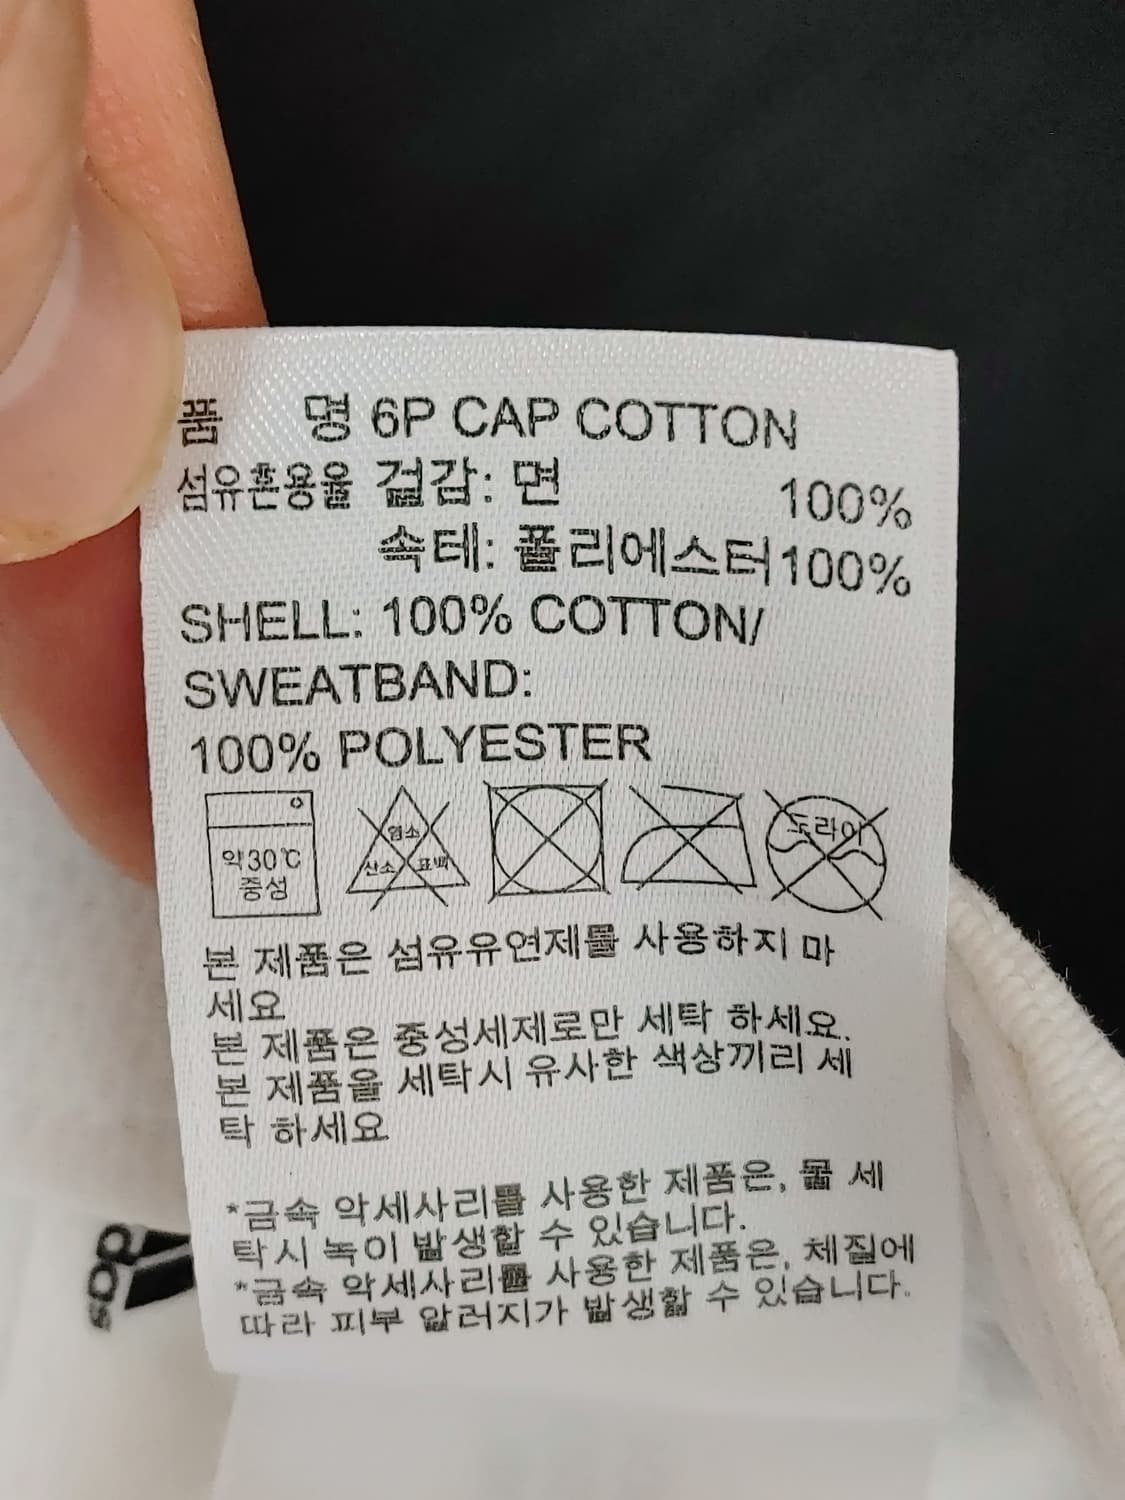 품 명 6P CAP COTTON
섬유혼용율 겉감: 면 100%
속테: 폴리에스터 100%
SHELL: 100% COTTON/
SWEATBAND:
100% POLYESTER
약30℃ 중성
염소
산소 표백
드라이
본 제품은 섬유유연제를 사용하지 마
세요
본 제품은 중성세제로만 세탁 하세요.
본 제품을 세탁시 유사한 색상끼리 세
탁 하세요
*금속 악세사리를 사용한 제품은, 물 세
탁시 녹이 발생할 수 있습니다.
*금속 악세사리를 사용한 제품은, 체질에
따라 피부 알러지가 발생할 수 있습니다.